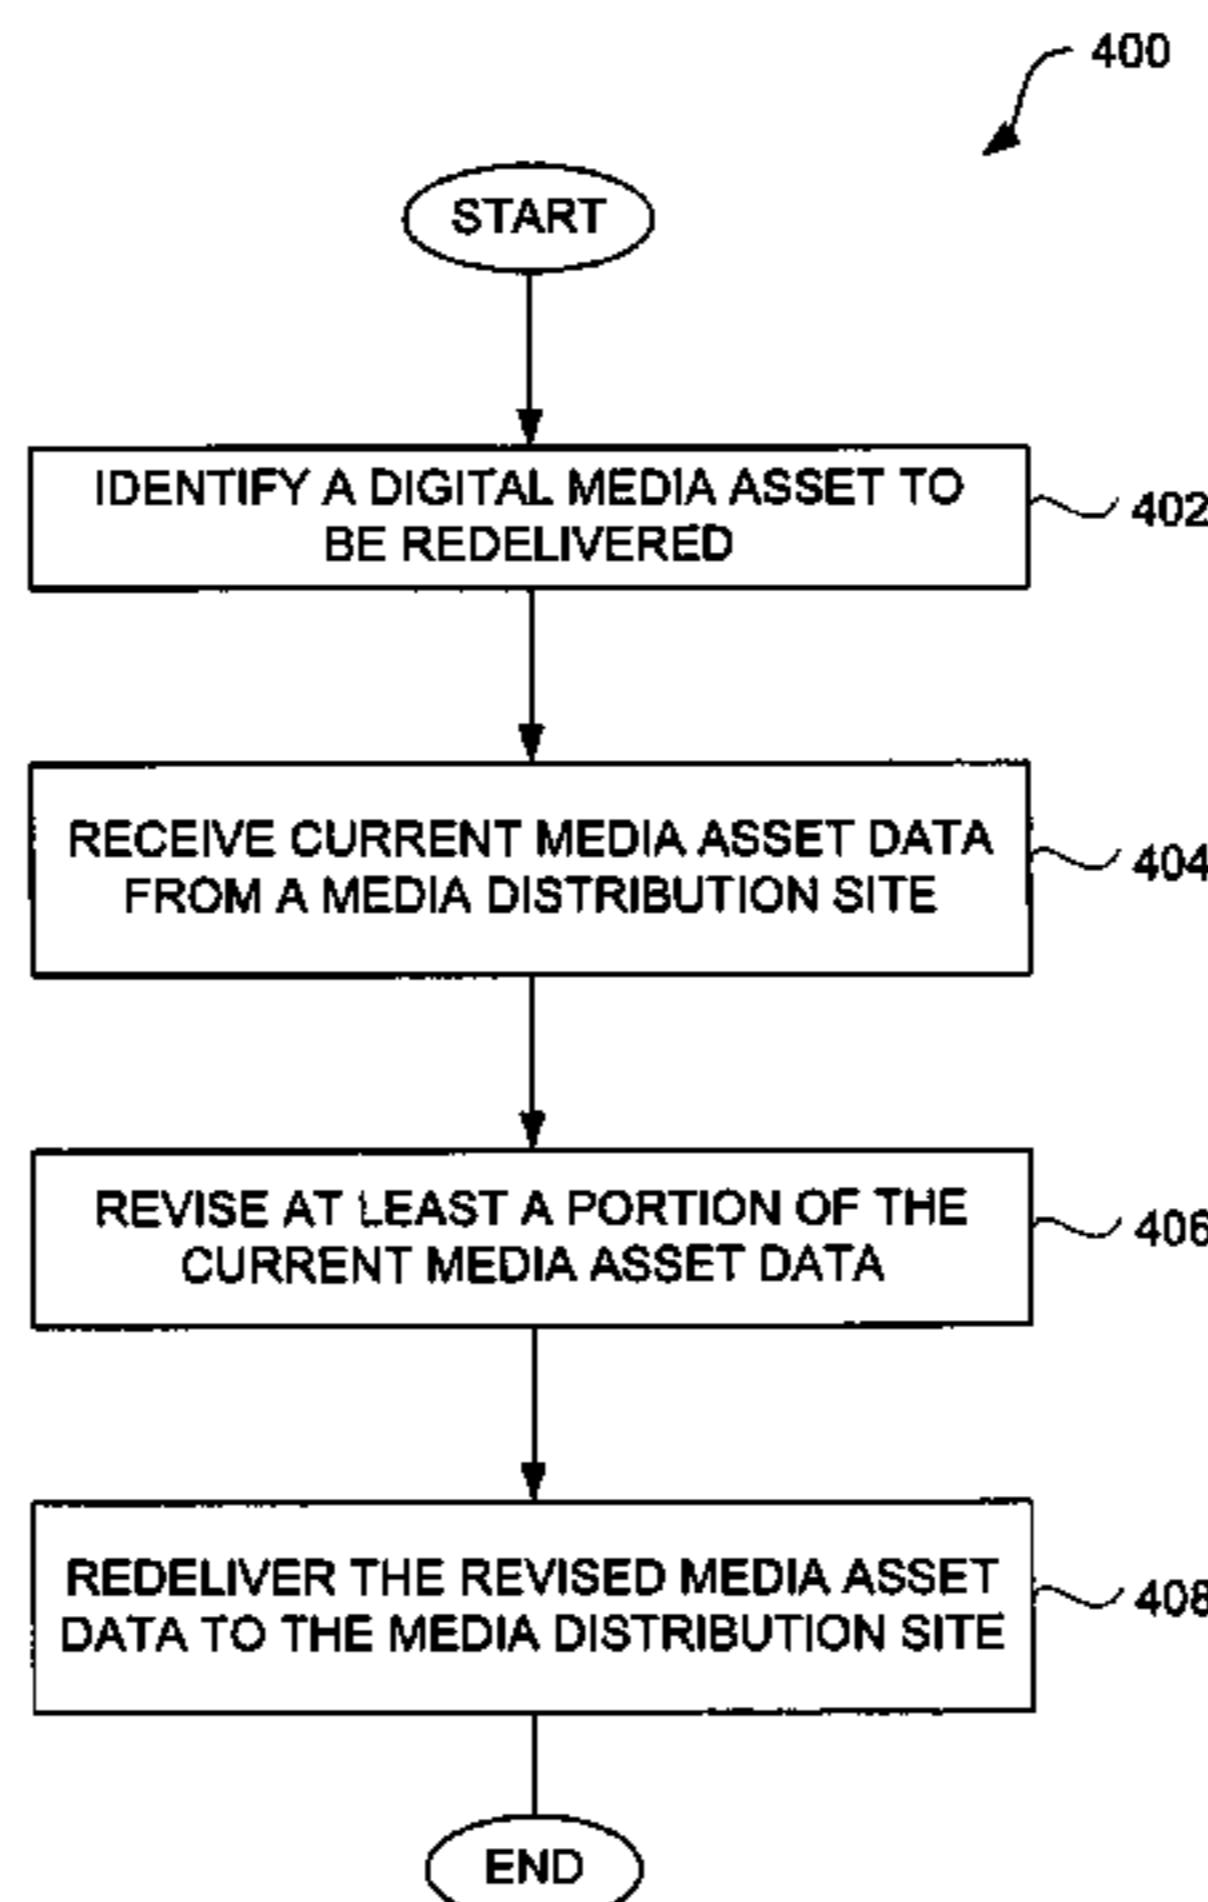 400
START
IDENTIFY A DIGITAL MEDIA ASSET TO
BE REDELIVERED
402
RECEIVE CURRENT MEDIA ASSET DATA
FROM A MEDIA DISTRIBUTION SITE
404
REVISE AT LEAST A PORTION OF THE
CURRENT MEDIA ASSET DATA
406
REDELIVER THE REVISED MEDIA ASSET
DATA TO THE MEDIA DISTRIBUTION SITE
408
END